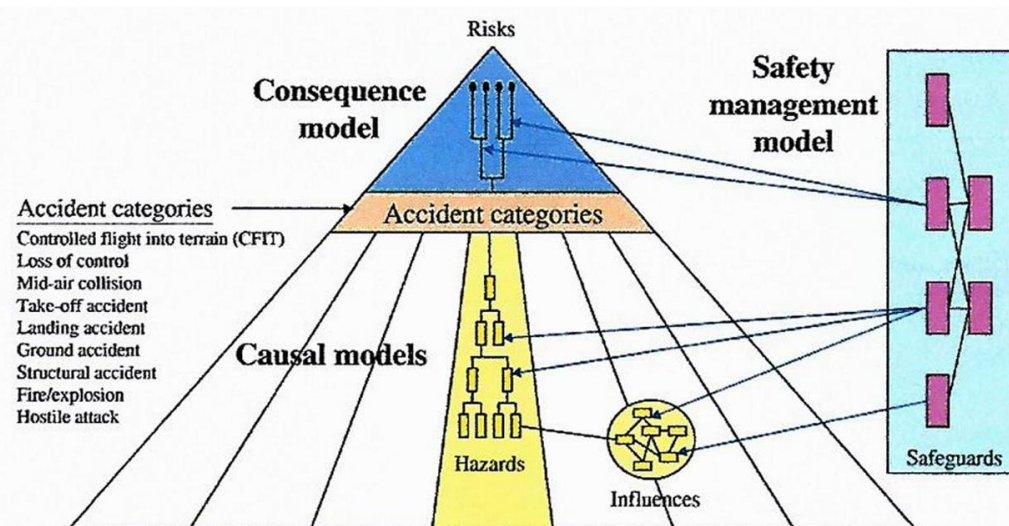 Risks
Consequence
model
Safety
management
model
Accident categories
Accident categories
Controlled flight into terrain (CFIT)
Loss of control
Mid-air collision
Take-off accident
Landing accident
Ground accident
Structural accident
Fire/explosion
Hostile attack
Causal models
Hazards
Influences
Safeguards